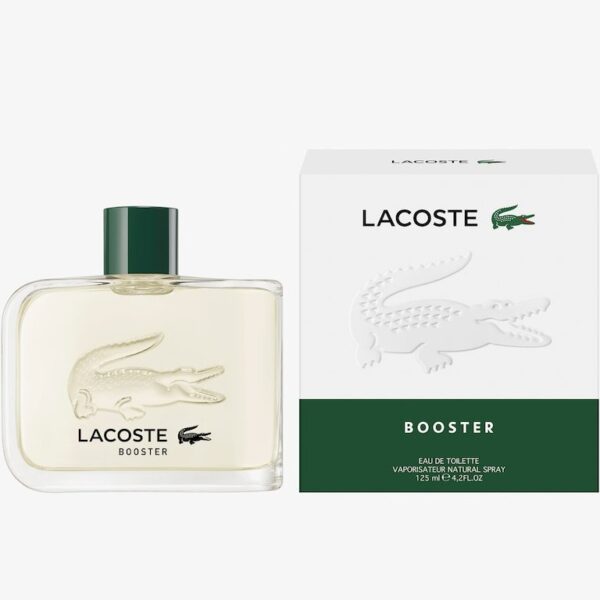 LACOSTE
BOOSTER
LACOSTE
LACOSTE
BOOSTER
EAU DE TOILETTE
VAPORISATEUR NATURAL SPRAY
125 ml ℮ 4,2FL.OZ